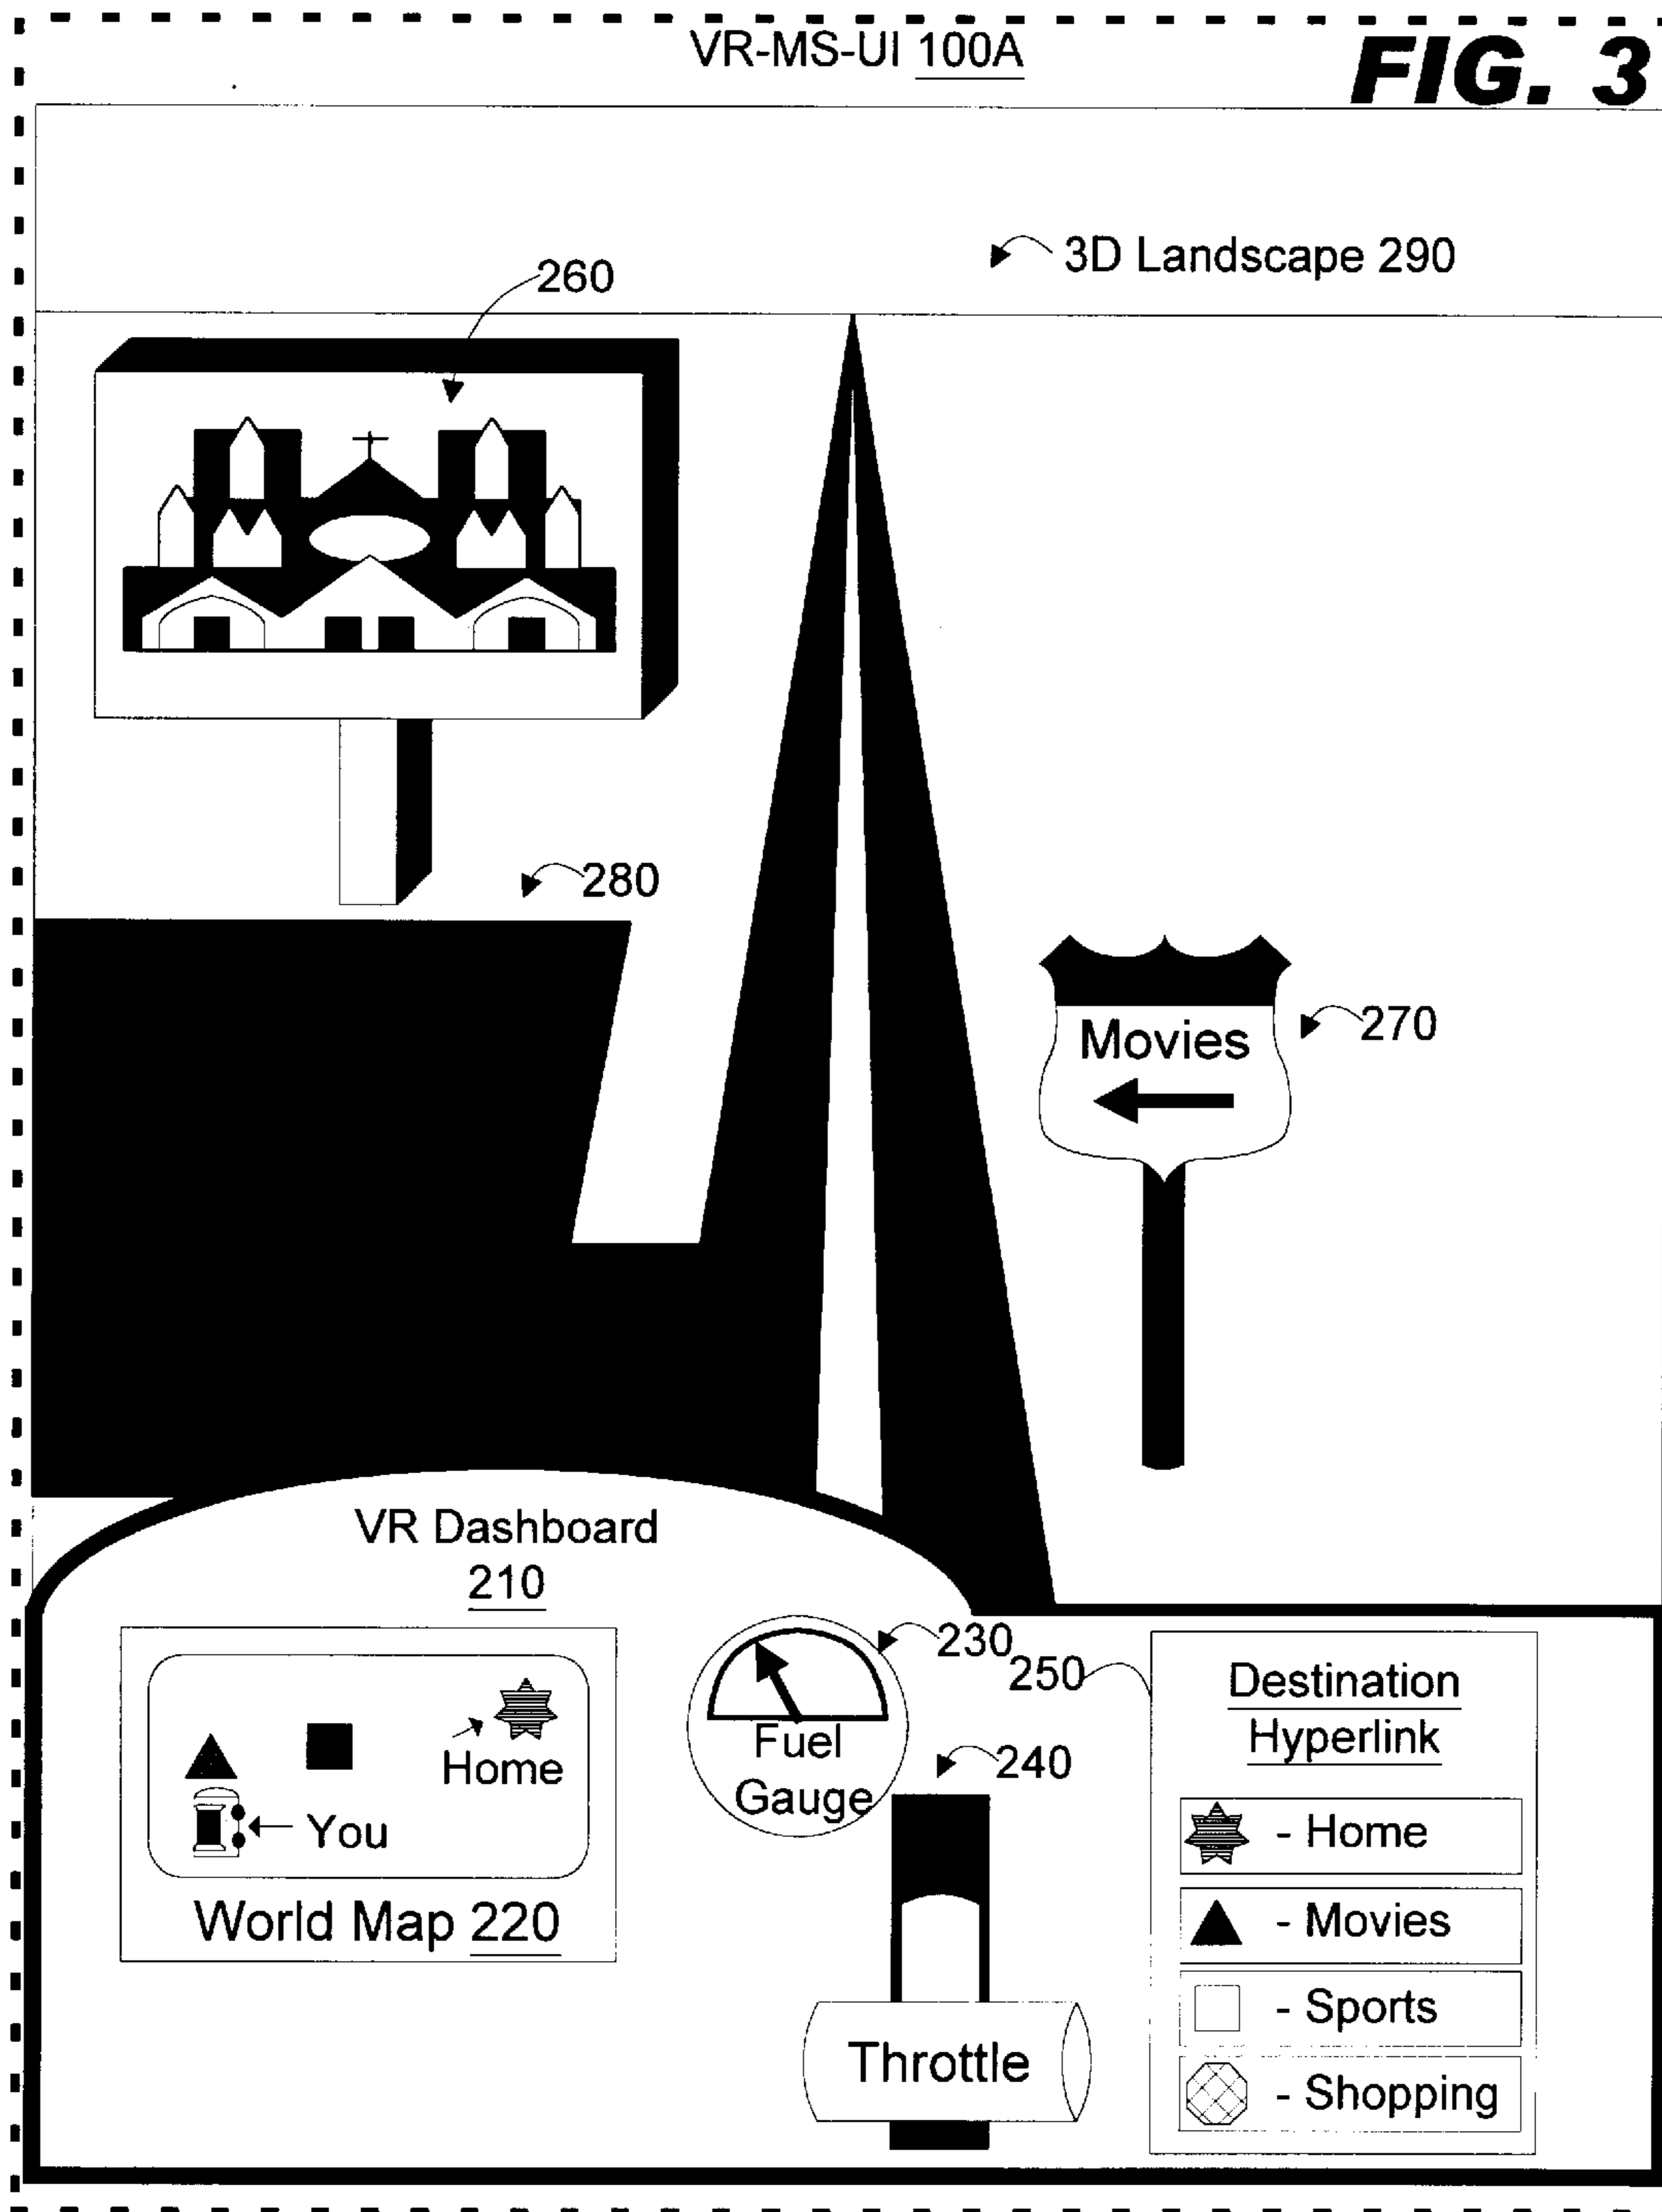 VR-MS-UI 100A
FIG. 3
3D Landscape 290
260
280
Movies
270
VR Dashboard
210
Home
You
World Map 220
230
Fuel
Gauge
240
Throttle
250
Destination
Hyperlink
- Home
- Movies
- Sports
- Shopping